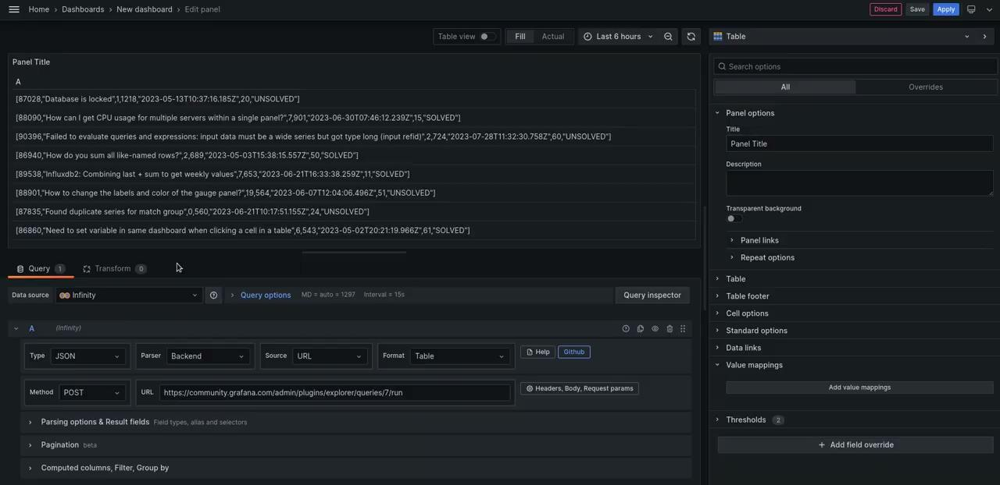 Home > Dashboards > New dashboard > Edit panel
Discard Save Apply
Table view Fill Actual Last 6 hours
Table
Panel Title
A
[87028,"Database is locked",1,1218,"2023-05-13T10:37:16.185Z",20,"UNSOLVED"]
[88090,"How can I get CPU usage for multiple servers within a single panel?",7,901,"2023-06-30T07:46:12.239Z",15,"SOLVED"]
[90396,"Failed to evaluate queries and expressions: input data must be a wide series but got type long (input refid)",2,724,"2023-07-28T11:32:30.758Z",60,"UNSOLVED"]
[86940,"How do you sum all like-named rows?",2,689,"2023-05-03T15:38:15.557Z",50,"SOLVED"]
[89538,"Influxdb2: Combining last + sum to get weekly values",7,653,"2023-06-21T16:33:38.259Z",11,"SOLVED"]
[88901,"How to change the labels and color of the gauge panel?",19,564,"2023-06-07T12:04:06.496Z",51,"UNSOLVED"]
[87835,"Found duplicate series for match group",0,560,"2023-06-21T10:17:51.155Z",24,"UNSOLVED"]
[86860,"Need to set variable in same dashboard when clicking a cell in a table",6,543,"2023-05-02T20:21:19.966Z",61,"SOLVED"]
Query 1 Transform 0
Data source Infinity Query options MD = auto = 1297 Interval = 15s Query inspector
A (Infinity)
Type JSON Parser Backend Source URL Format Table Help Github
Method POST URL https://community.grafana.com/admin/plugins/explorer/queries/7/run Headers, Body, Request params
Parsing options & Result fields Field types, alias and selectors
Pagination beta
Computed columns, Filter, Group by
Search options
All Overrides
Panel options
Title
Panel Title
Description
Transparent background
Panel links
Repeat options
Table
Table footer
Cell options
Standard options
Data links
Value mappings
Add value mappings
Thresholds 2
+ Add field override